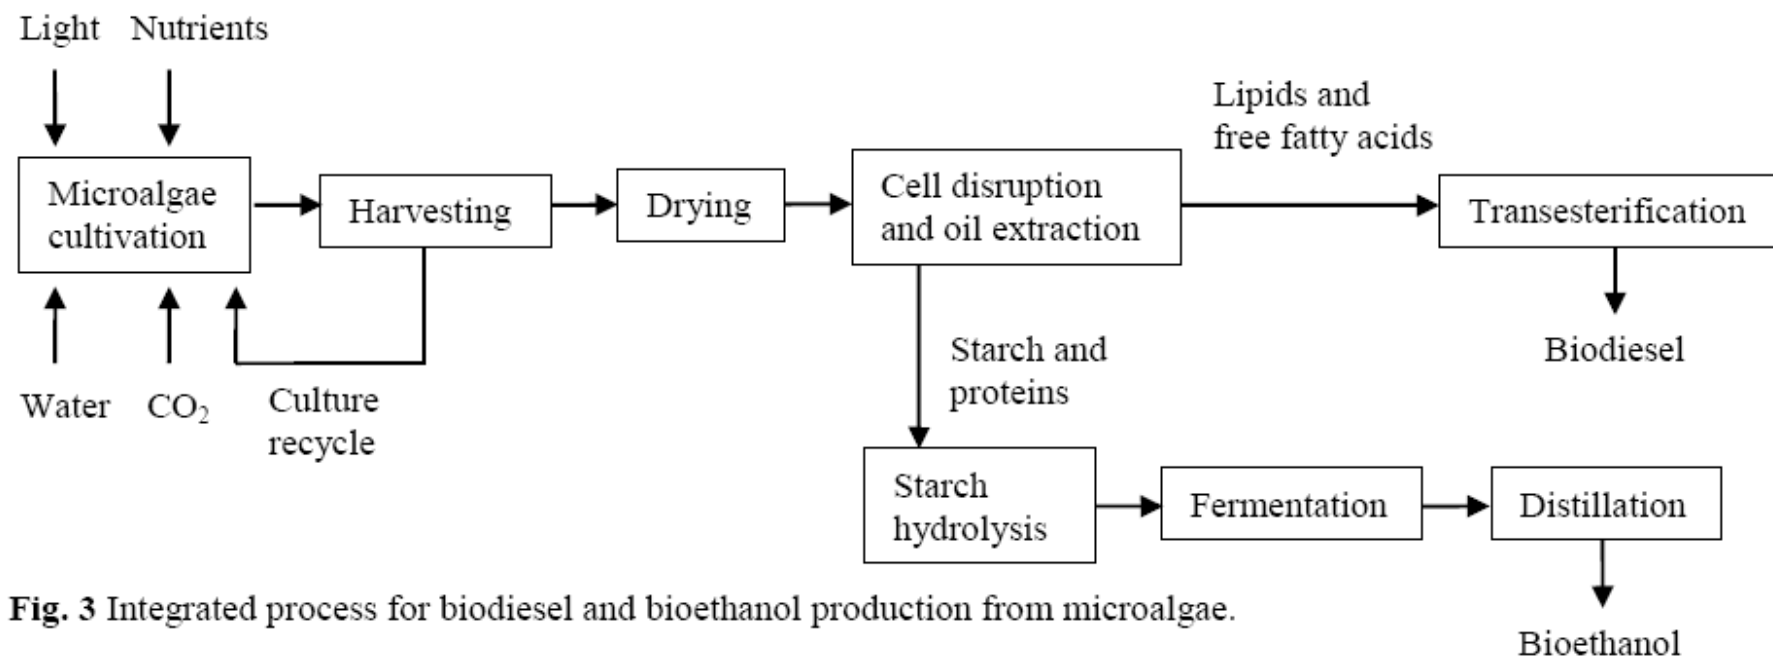 Light
Nutrients
Lipids and
free fatty acids
Microalgae
cultivation
Harvesting
Drying
Cell disruption
and oil extraction
Transesterification
Water
CO₂
Culture
recycle
Starch and
proteins
Biodiesel
Starch
hydrolysis
Fermentation
Distillation
Bioethanol
Fig. 3 Integrated process for biodiesel and bioethanol production from microalgae.